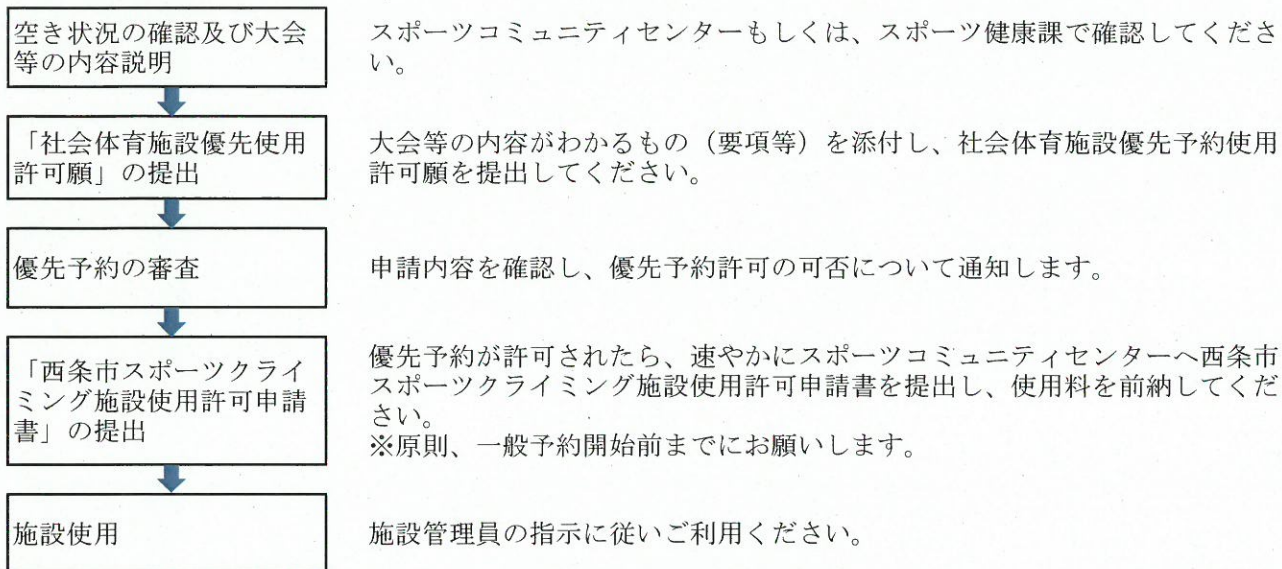 空き状況の確認及び大会
等の内容説明
スポーツコミュニティセンターもしくは、スポーツ健康課で確認してくださ
い。
「社会体育施設優先使用
許可願」の提出
大会等の内容がわかるもの（要項等）を添付し、社会体育施設優先予約使用
許可願を提出してください。
優先予約の審査
申請内容を確認し、優先予約許可の可否について通知します。
「西条市スポーツクライ
ミング施設使用許可申請
書」の提出
優先予約が許可されたら、速やかにスポーツコミュニティセンターへ西条市
スポーツクライミング施設使用許可申請書を提出し、使用料を前納してくだ
さい。
※原則、一般予約開始前までにお願いします。
施設使用
施設管理員の指示に従いご利用ください。